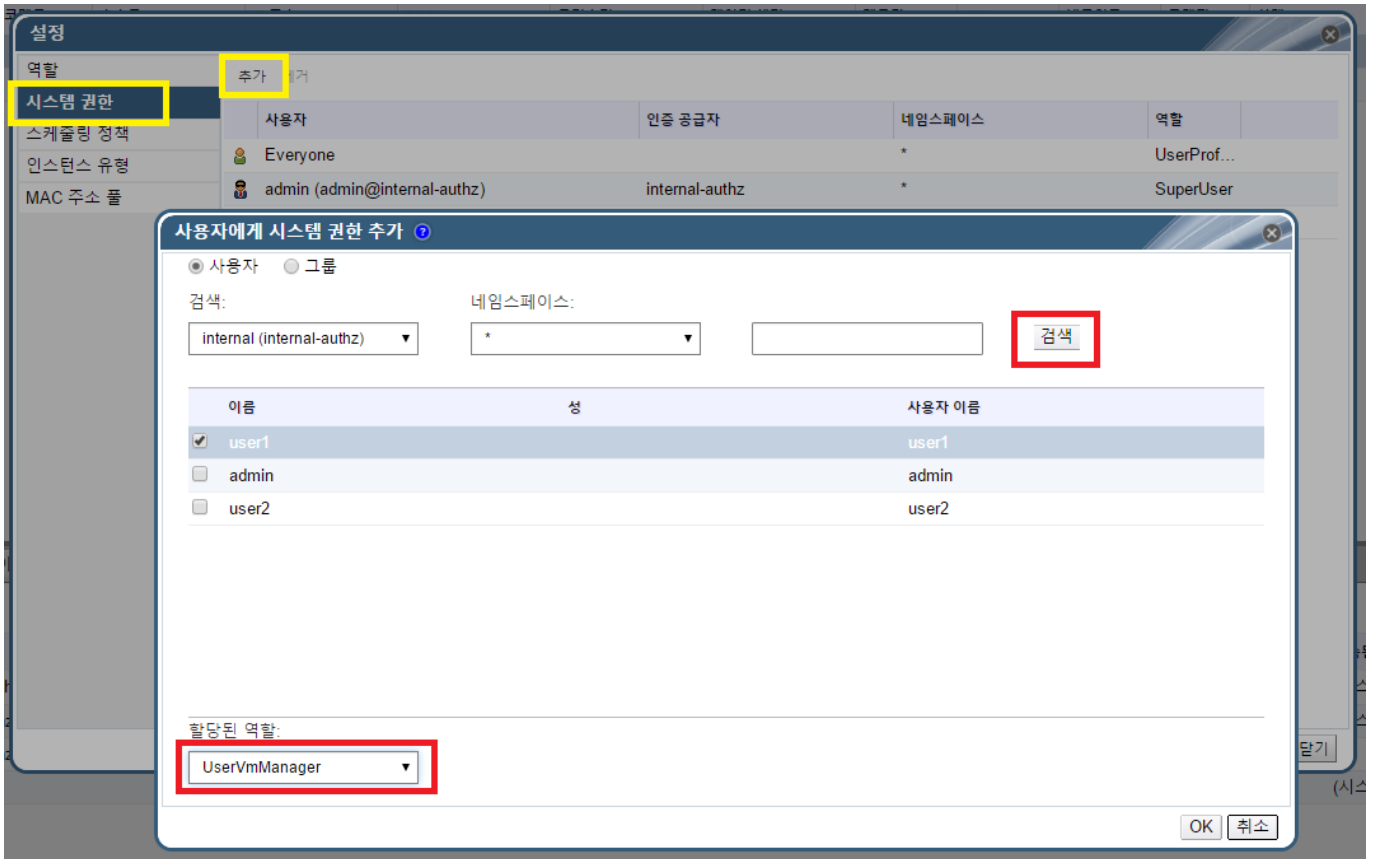 설정
역할
시스템 권한
스케줄링 정책
인스턴스 유형
MAC 주소 풀
추가
사용자 인증 공급자 네임스페이스 역할
Everyone * UserProf...
admin (admin@internal-authz) internal-authz * SuperUser
사용자에게 시스템 권한 추가 ?
사용자 그룹
검색: 네임스페이스:
internal (internal-authz) * 검색
이름 성 사용자 이름
user1 user1
admin admin
user2 user2
할당된 역할:
UserVmManager
OK 취소
닫기